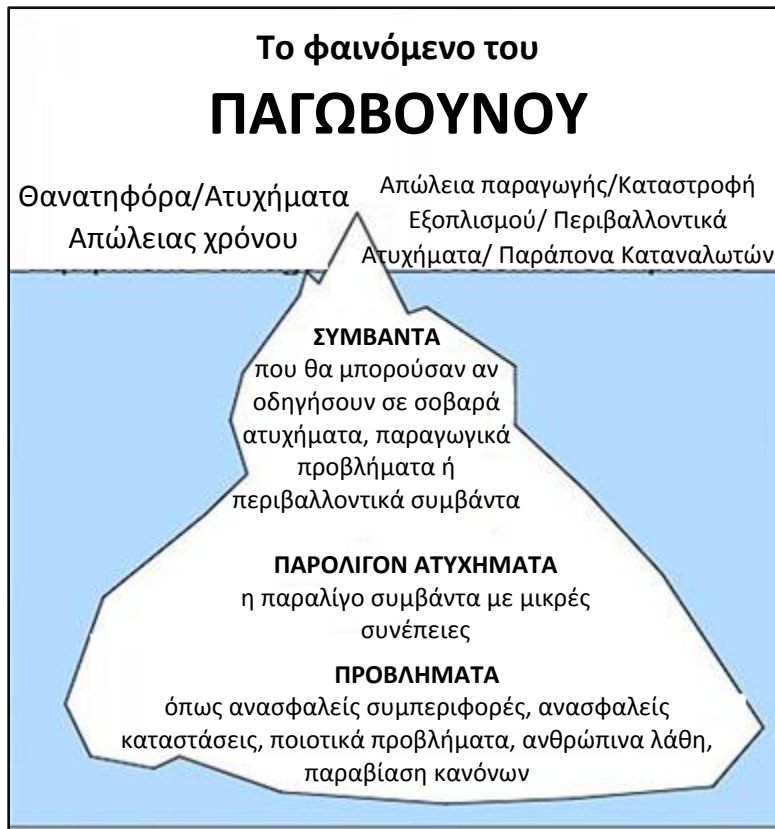 Το φαινόμενο του
ΠΑΓΩΒΟΥΝΟΥ
Θανατηφόρα/Ατυχήματα
Απώλειας χρόνου
Απώλεια παραγωγής/Καταστροφή
Εξοπλισμού/ Περιβαλλοντικά
Ατυχήματα/ Παράπονα Καταναλωτών
ΣΥΜΒΑΝΤΑ
που θα μπορούσαν αν
οδηγήσουν σε σοβαρά
ατυχήματα, παραγωγικά
προβλήματα ή
περιβαλλοντικά συμβάντα
ΠΑΡΟΛΙΓΟΝ ΑΤΥΧΗΜΑΤΑ
η παραλίγο συμβάντα με μικρές
συνέπειες
ΠΡΟΒΛΗΜΑΤΑ
όπως ανασφαλείς συμπεριφορές, ανασφαλείς
καταστάσεις, ποιοτικά προβλήματα, ανθρώπινα λάθη,
παραβίαση κανόνων